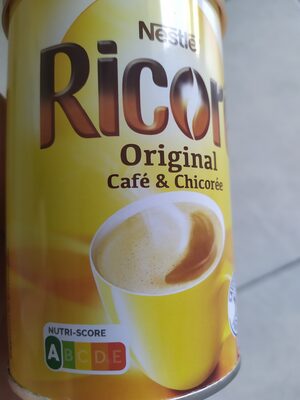 Nestlé
Ricor
Original
Café & Chicorée
NUTRI-SCORE
A B C D E